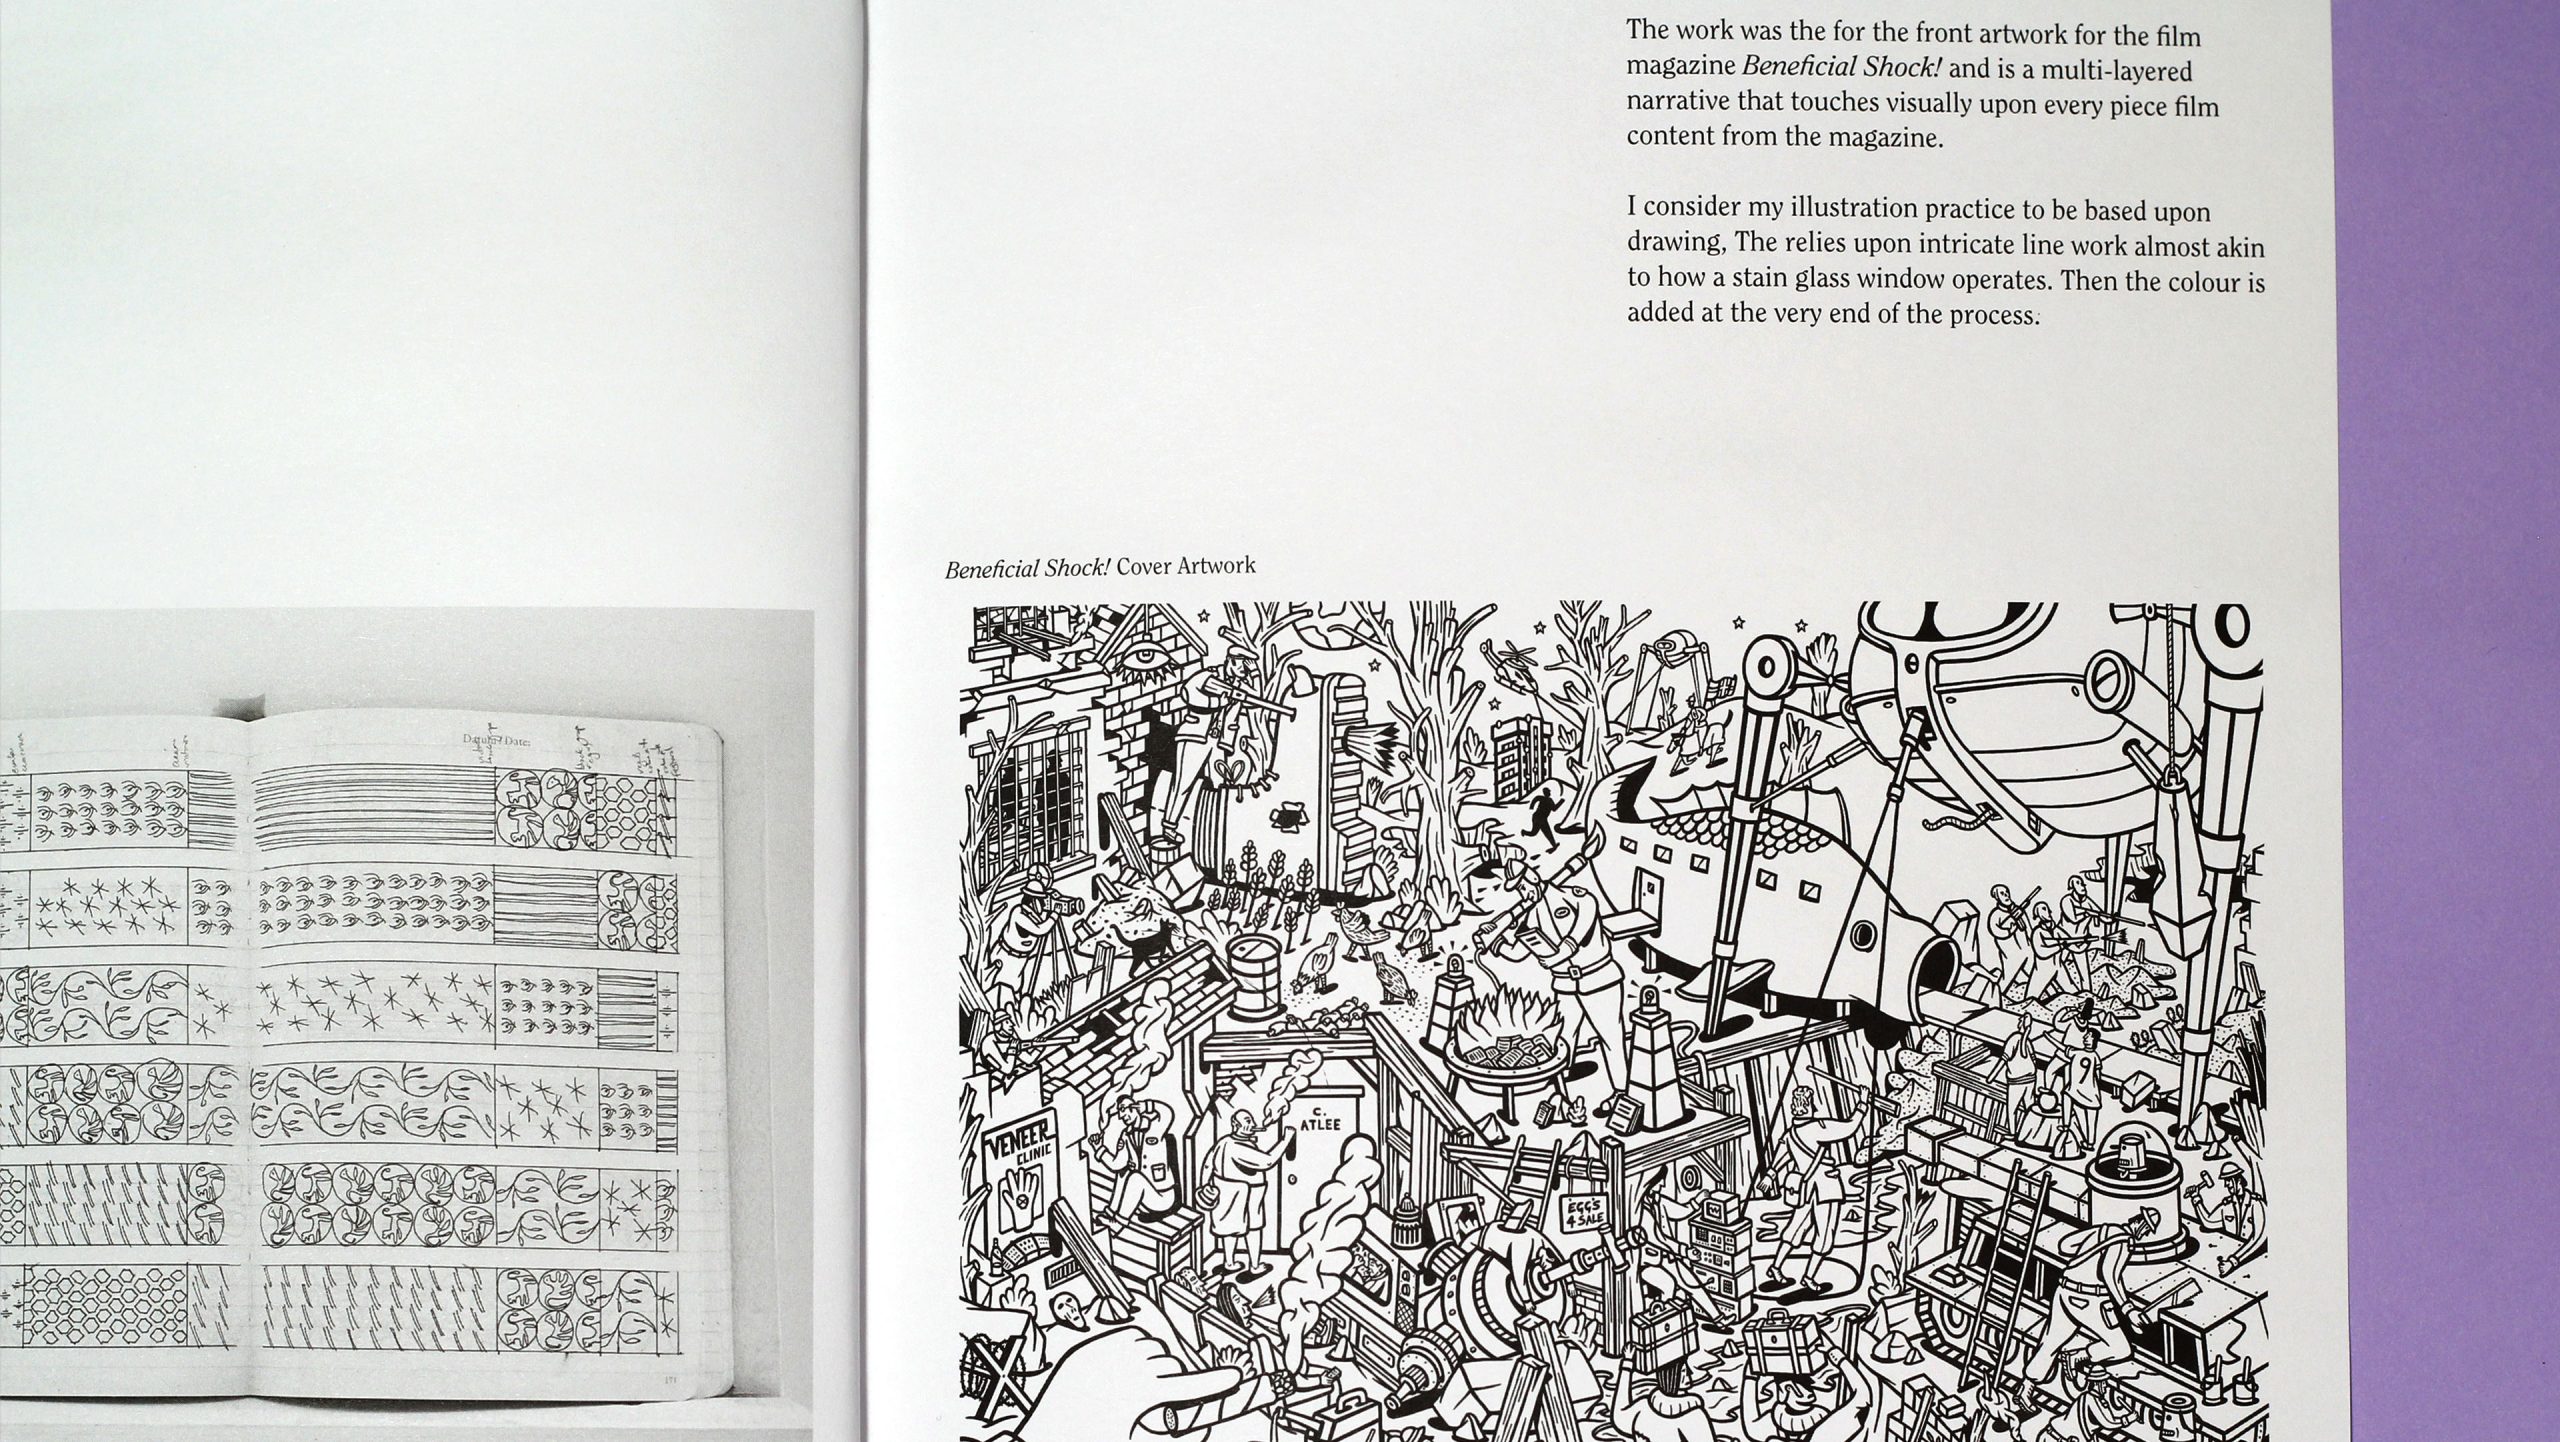 The work was the for the front artwork for the film
magazine Beneficial Shock! and is a multi-layered
narrative that touches visually upon every piece film
content from the magazine.
I consider my illustration practice to be based upon
drawing, The relies upon intricate line work almost akin
to how a stain glass window operates. Then the colour is
added at the very end of the process.
Beneficial Shock! Cover Artwork
Datum / Date:
C.
ATLEE
VENEER
CLINIC
EGGS
4 SALE
9
171